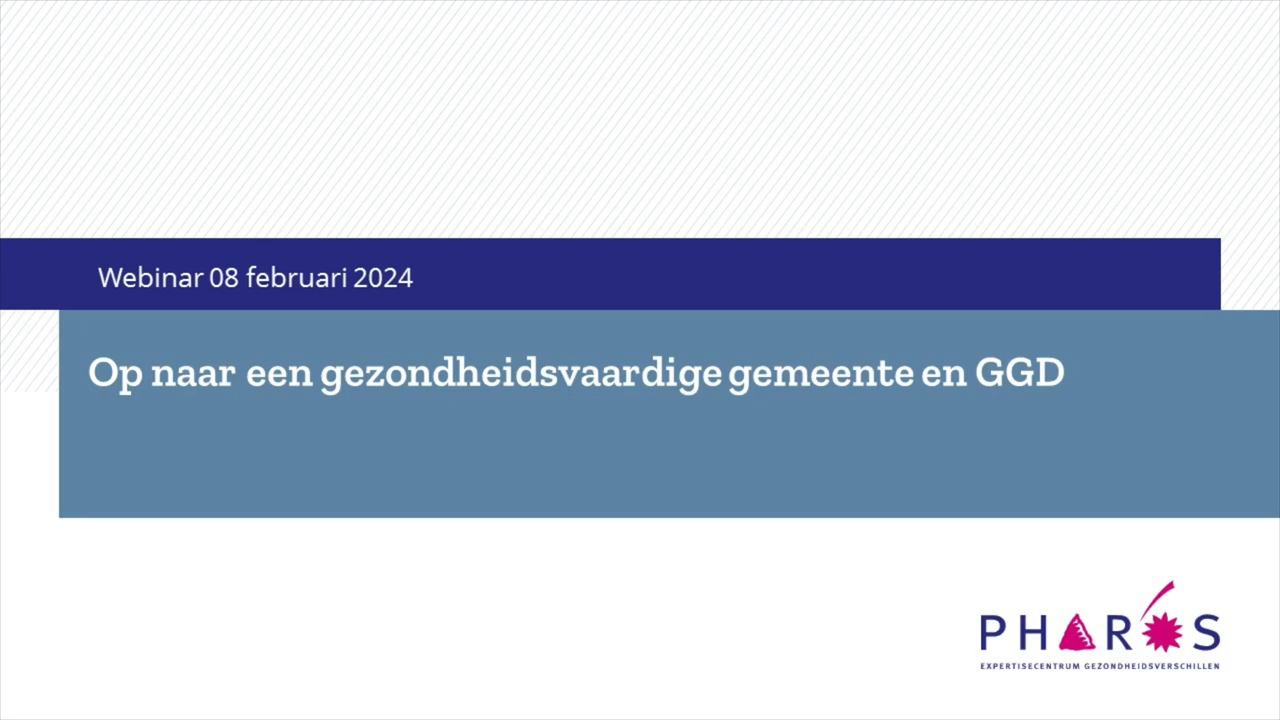 Webinar 08 februari 2024
Op naar een gezondheidsvaardige gemeente en GGD
PHAROS
EXPERTISECENTRUM GEZONDHEIDSVERSCHILLEN